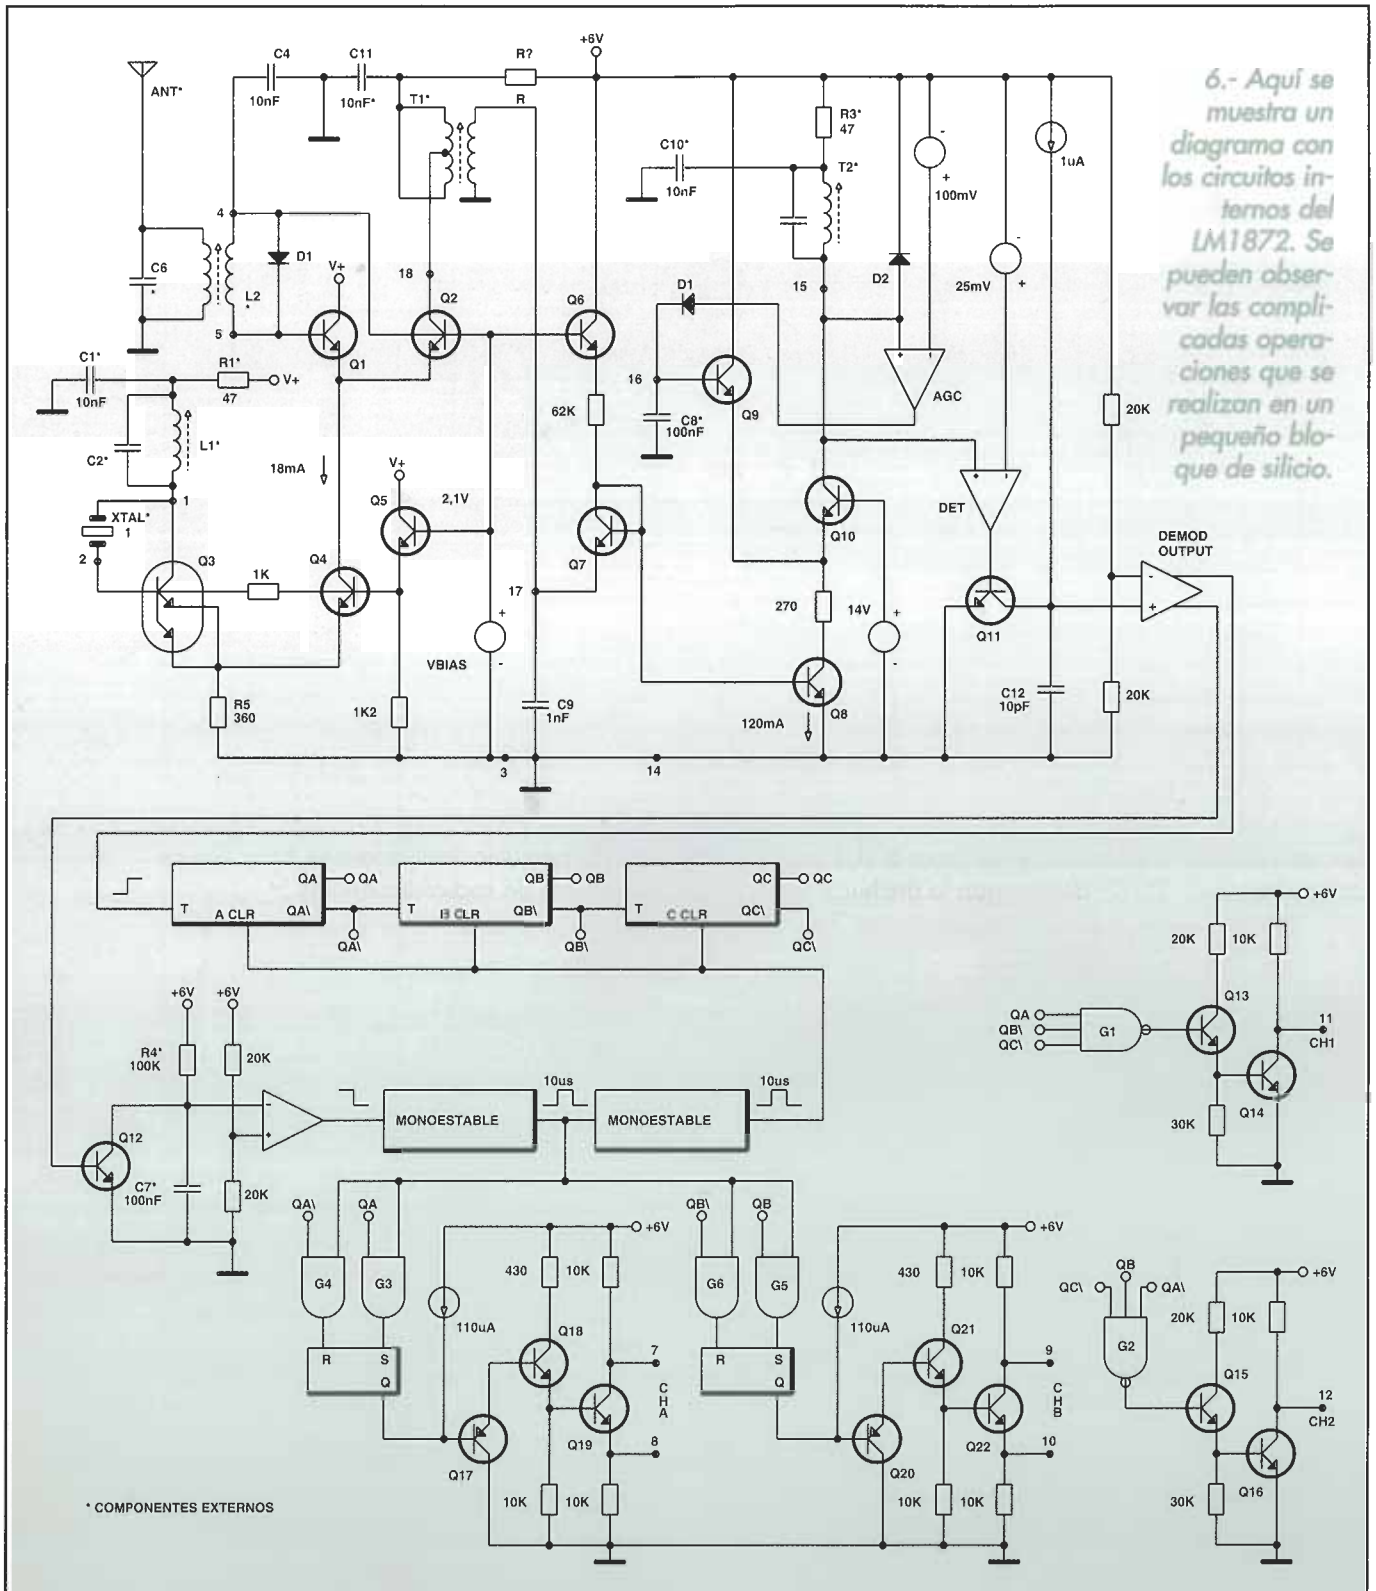 6.- Aquí se
muestra un
diagrama con
los circuitos in-
ternos del
LM1872. Se
pueden obser-
var las compli-
cadas opera-
ciones que se
realizan en un
pequeño blo-
que de silicio.
ANT*
C4
10nF
C11
10nF*
R?
+6V
T1*
R
C10*
10nF
R3*
47
T2*
100mV
1uA
25mV
4
D1
V+
18
Q2
Q6
C6
*
L2
*
5
Q1
15
D2
D1
AGC
16
Q9
C8*
100nF
20K
C1*
10nF
R1*
47
V+
62K
C2*
L1*
18mA
V+
Q5
2,1V
DET
Q10
DEMOD
OUTPUT
1
XTAL*
1
2
Q3
1K
Q4
Q7
17
270
14V
Q11
VBIAS
R5
360
1K2
C9
1nF
120mA
Q8
C12
10pF
20K
3
14
QA
QA
QB
QB
QC
QC
T
A CLR
QA\
T
B CLR
QB\
T
C CLR
QC\
QA\
QB\
QC\
+6V
20K
10K
Q13
QA
QB\
QC\
G1
11
CH1
Q14
30K
+6V
+6V
R4*
100K
20K
10us
10us
MONOESTABLE
MONOESTABLE
Q12
C7*
100nF
20K
QA\
QA
QB\
QB
G4
G3
G6
G5
+6V
+6V
430
10K
430
10K
110uA
110uA
Q18
Q21
R
S
Q
R
S
Q
7
CHA
8
9
CHB
10
Q19
Q22
Q17
Q20
10K
10K
10K
10K
QC\
QB
QA\
+6V
20K
10K
G2
Q15
12
CH2
Q16
30K
* COMPONENTES EXTERNOS